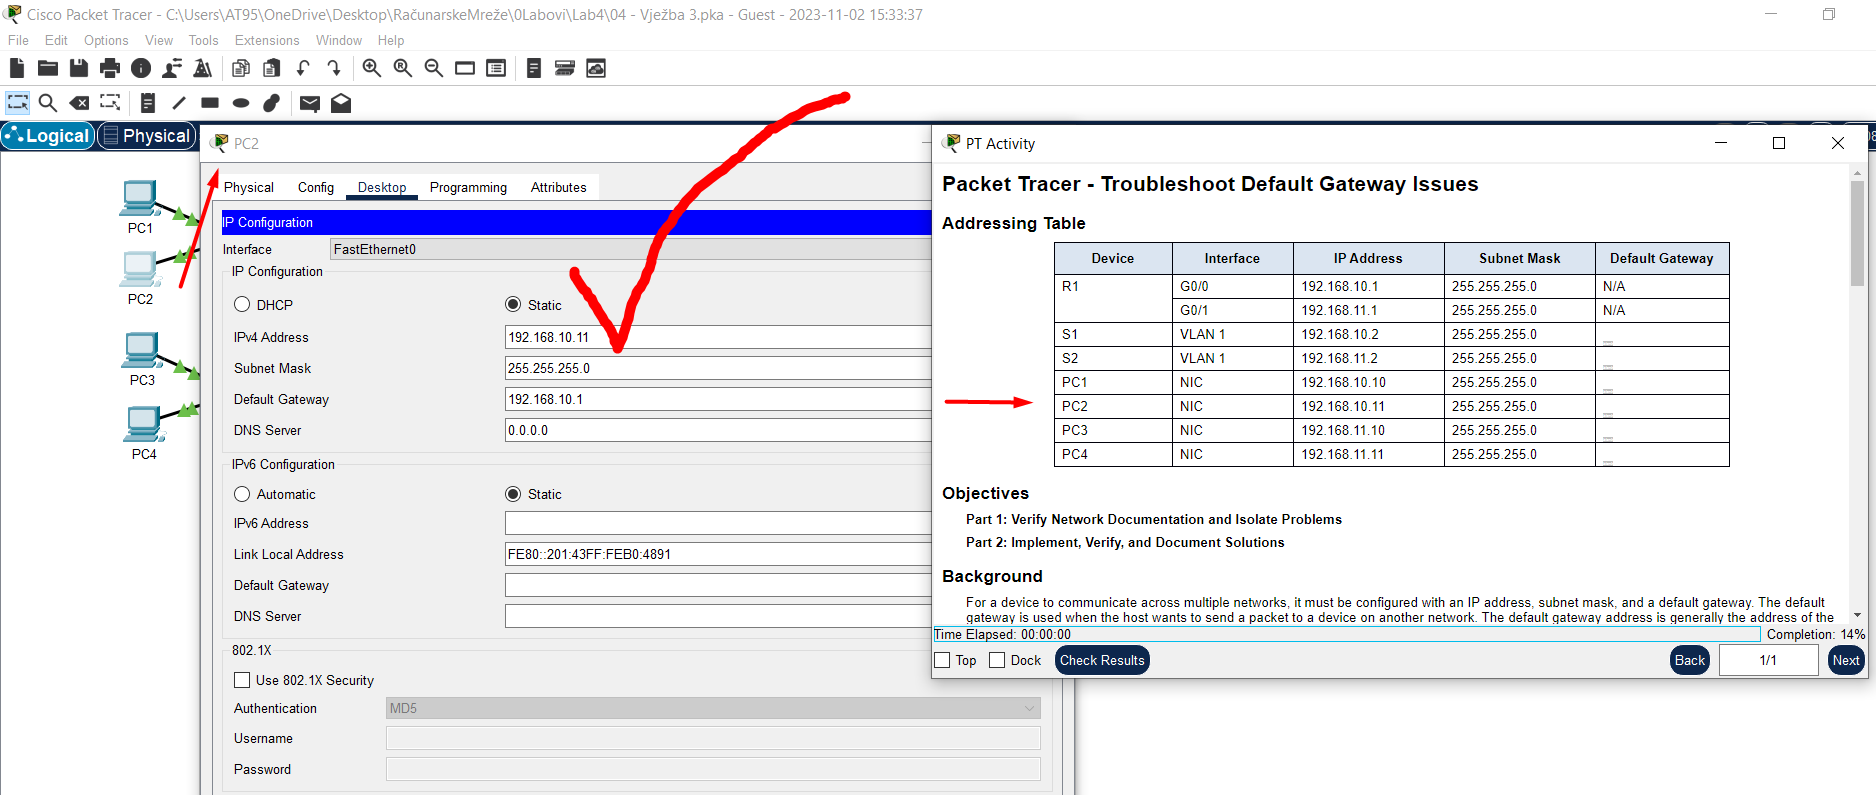 Cisco Packet Tracer - C:\Users\AT95\OneDrive\Desktop\RačunarskeMreže\0Labovi\Lab4\04 - Vježba 3.pka - Guest - 2023-11-02 15:33:37
File Edit Options View Tools Extensions Window Help
Logical Physical
PC1
PC2
PC3
PC4
PC2
Physical Config Desktop Programming Attributes
IP Configuration
Interface FastEthernet0
IP Configuration
DHCP Static
IPv4 Address 192.168.10.11
Subnet Mask 255.255.255.0
Default Gateway 192.168.10.1
DNS Server 0.0.0.0
IPv6 Configuration
Automatic Static
IPv6 Address
Link Local Address FE80::201:43FF:FEB0:4891
Default Gateway
DNS Server
802.1X
Use 802.1X Security
Authentication MD5
Username
Password
PT Activity
Packet Tracer - Troubleshoot Default Gateway Issues
Addressing Table
Device Interface IP Address Subnet Mask Default Gateway
R1 G0/0 192.168.10.1 255.255.255.0 N/A
G0/1 192.168.11.1 255.255.255.0 N/A
S1 VLAN 1 192.168.10.2 255.255.255.0
S2 VLAN 1 192.168.11.2 255.255.255.0
PC1 NIC 192.168.10.10 255.255.255.0
PC2 NIC 192.168.10.11 255.255.255.0
PC3 NIC 192.168.11.10 255.255.255.0
PC4 NIC 192.168.11.11 255.255.255.0
Objectives
Part 1: Verify Network Documentation and Isolate Problems
Part 2: Implement, Verify, and Document Solutions
Background
For a device to communicate across multiple networks, it must be configured with an IP address, subnet mask, and a default gateway. The default
gateway is used when the host wants to send a packet to a device on another network. The default gateway address is generally the address of the
Time Elapsed: 00:00:00 Completion: 14%
Top Dock Check Results Back 1/1 Next